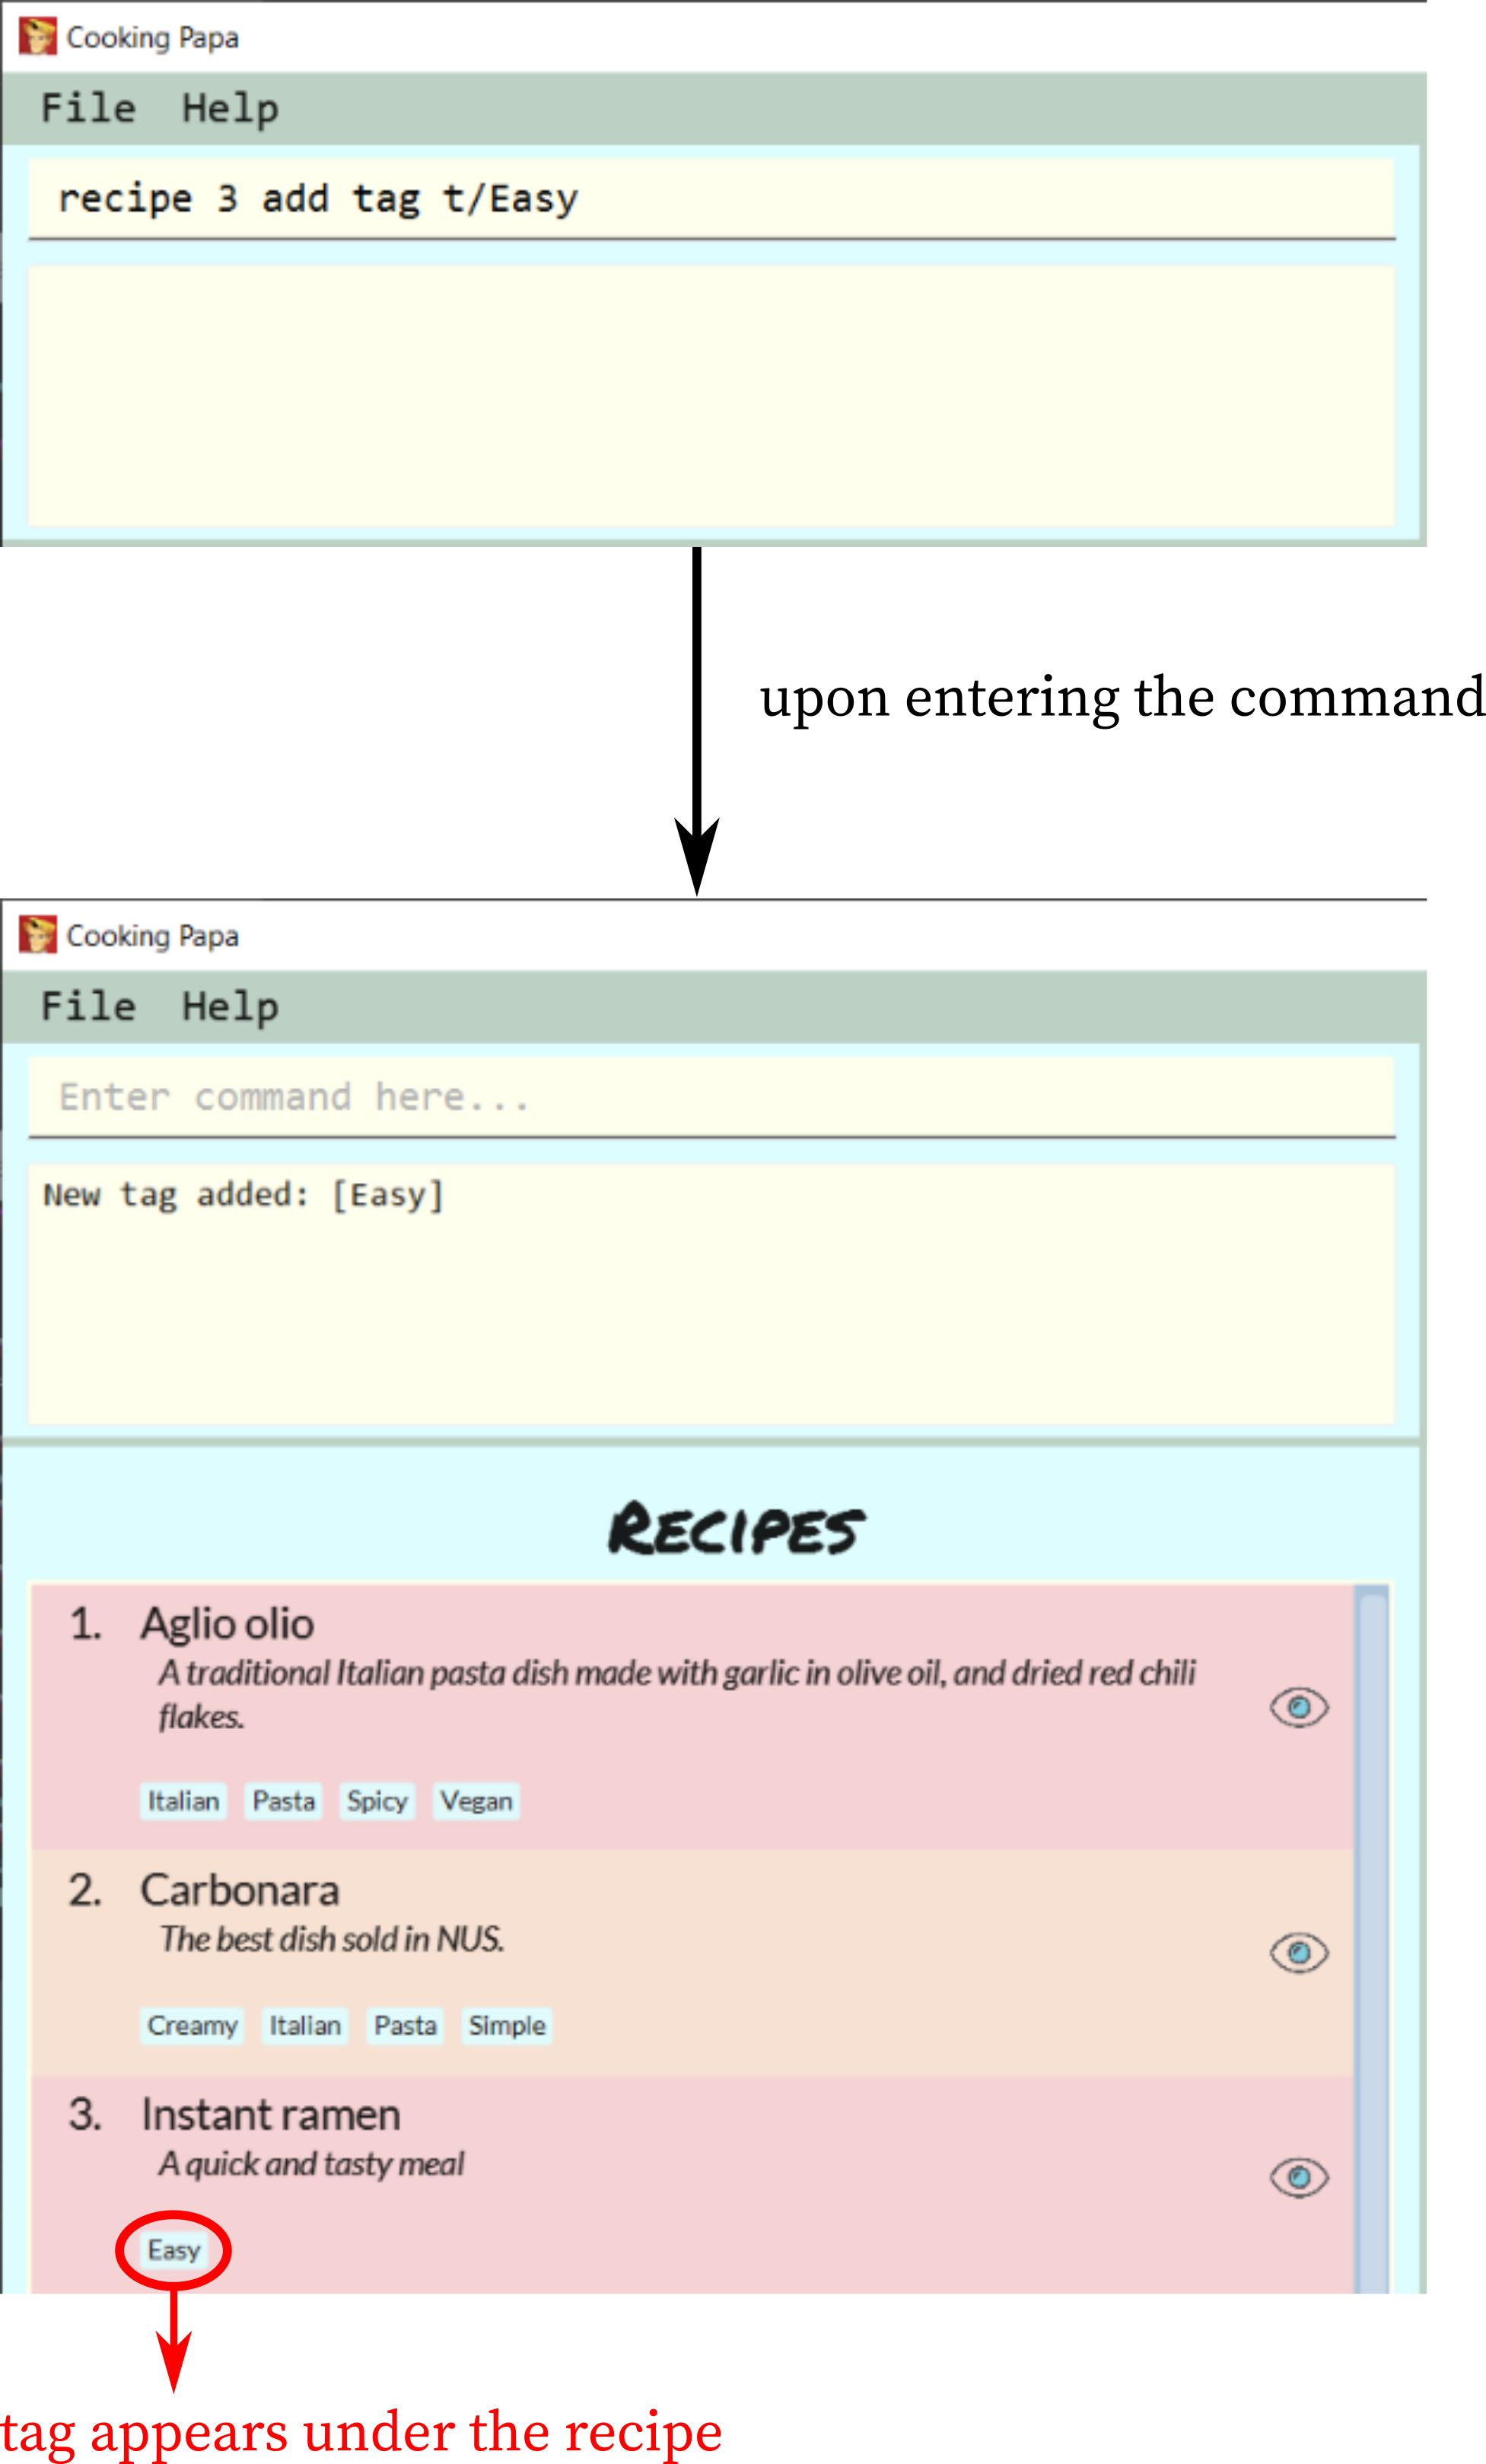 Cooking Papa
File Help
recipe 3 add tag t/Easy
upon entering the command
Cooking Papa
File Help
Enter command here...
New tag added: [Easy]
RECIPES
1. Aglio olio
A traditional Italian pasta dish made with garlic in olive oil, and dried red chili
flakes.
Italian Pasta Spicy Vegan
2. Carbonara
The best dish sold in NUS.
Creamy Italian Pasta Simple
3. Instant ramen
A quick and tasty meal
Easy
tag appears under the recipe